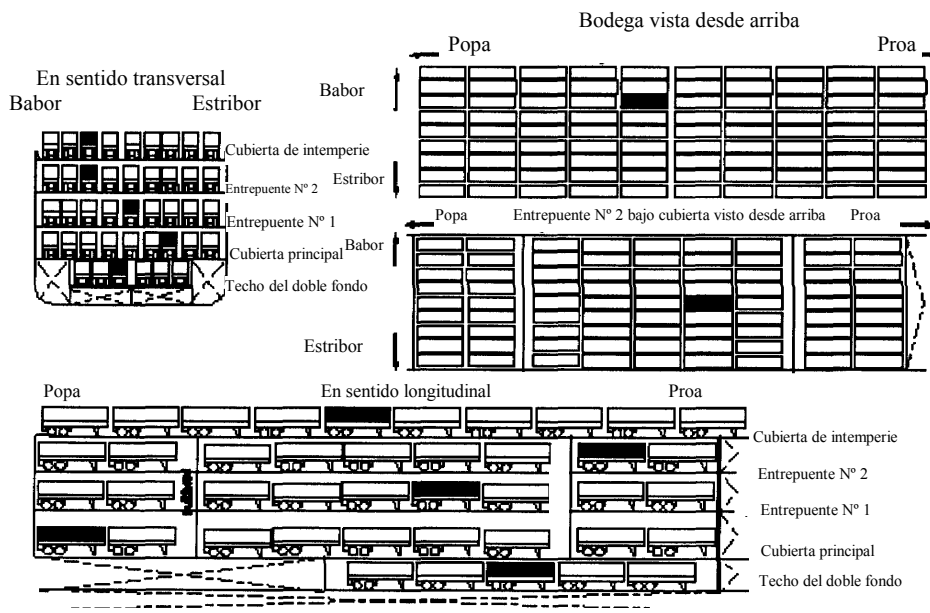 Bodega vista desde arriba
Popa Proa
En sentido transversal
Babor Estribor
Babor
Estribor
Cubierta de intemperie
Entrepuente Nº 2
Entrepuente Nº 1
Cubierta principal
Techo del doble fondo
Popa Entrepuente Nº 2 bajo cubierta visto desde arriba Proa
Babor
Estribor
Popa En sentido longitudinal Proa
Cubierta de intemperie
Entrepuente Nº 2
Entrepuente Nº 1
Cubierta principal
Techo del doble fondo